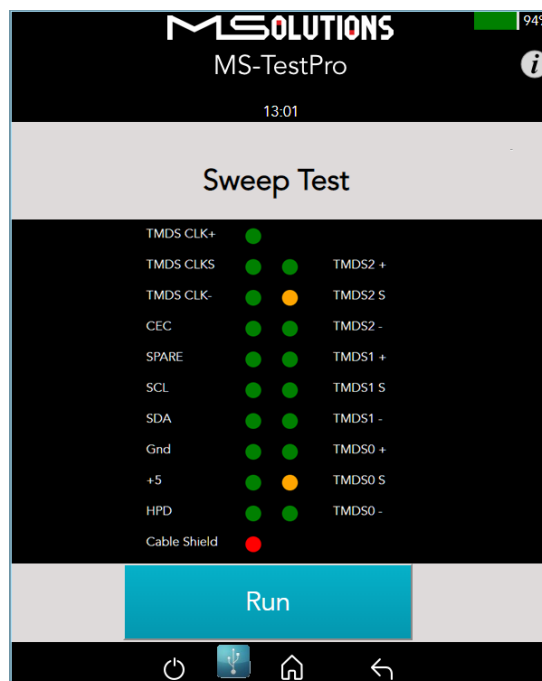 MSOLUTIONS
94%
MS-TestPro
i
13:01
Sweep Test
TMDS CLK+
TMDS CLKS TMDS2 +
TMDS CLK- TMDS2 S
CEC TMDS2 -
SPARE TMDS1 +
SCL TMDS1 S
SDA TMDS1 -
Gnd TMDS0 +
+5 TMDS0 S
HPD TMDS0 -
Cable Shield
Run